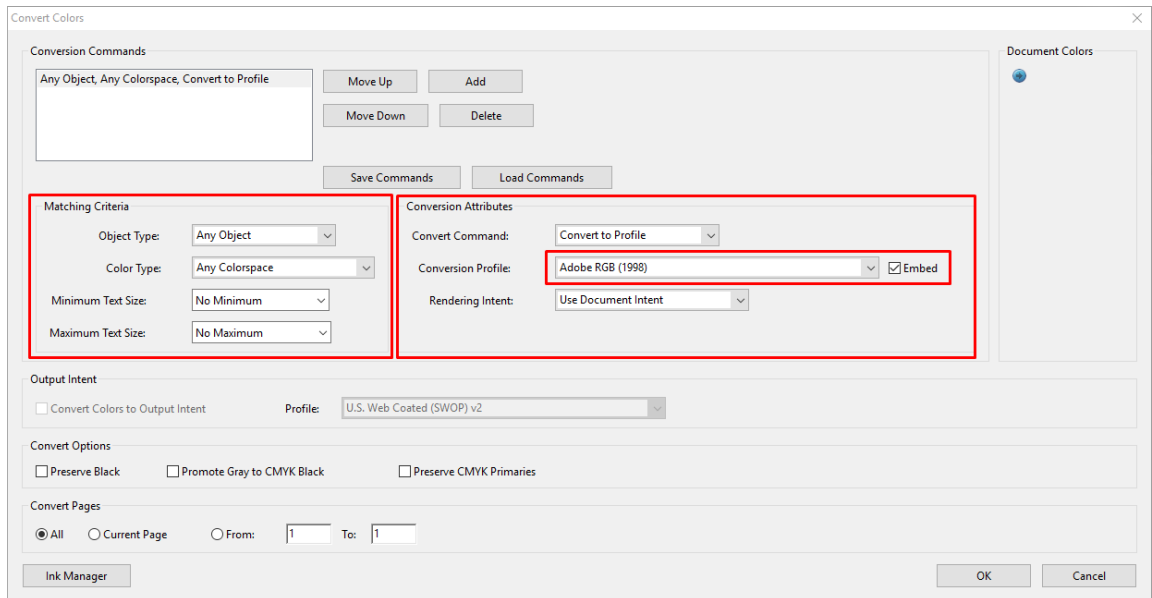 Convert Colors
Conversion Commands
Document Colors
Any Object, Any Colorspace, Convert to Profile
Move Up
Add
Move Down
Delete
Save Commands
Load Commands
Matching Criteria
Object Type: Any Object
Color Type: Any Colorspace
Minimum Text Size: No Minimum
Maximum Text Size: No Maximum
Conversion Attributes
Convert Command: Convert to Profile
Conversion Profile: Adobe RGB (1998) Embed
Rendering Intent: Use Document Intent
Output Intent
Convert Colors to Output Intent Profile: U.S. Web Coated (SWOP) v2
Convert Options
Preserve Black Promote Gray to CMYK Black Preserve CMYK Primaries
Convert Pages
All Current Page From: 1 To: 1
Ink Manager OK Cancel